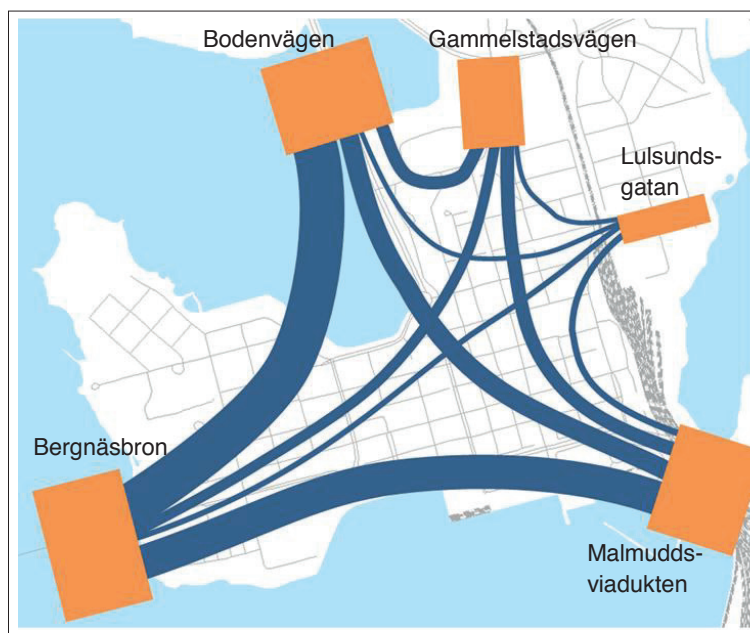 Bodenvägen
Gammelstadsvägen
Lulsunds-
gatan
Bergnäsbron
Malmudds-
viadukten